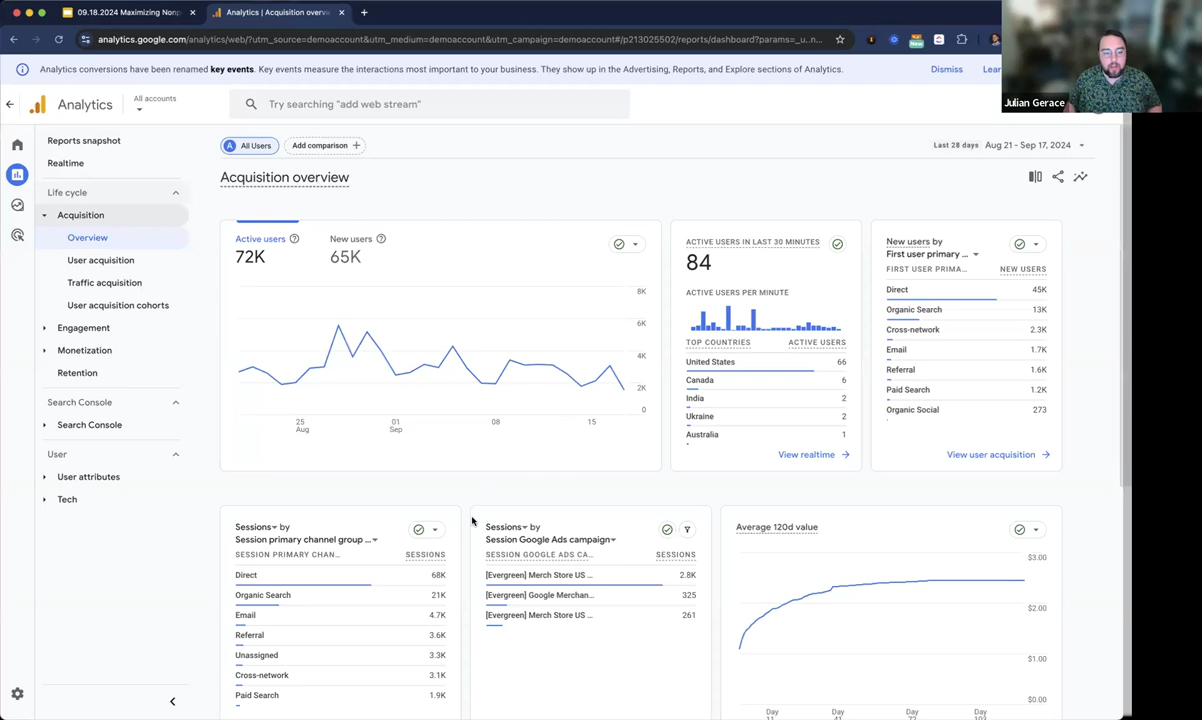 09.18.2024 Maximizing Nonp
Analytics | Acquisition overvi
analytics.google.com/analytics/web/?utm_source=demoaccount&utm_medium=demoaccount&utm_campaign=demoaccount#/p213025502/reports/dashboard?params=_u..n...
New
Analytics conversions have been renamed key events. Key events measure the interactions most important to your business. They show up in the Advertising, Reports, and Explore sections of Analytics.
Dismiss
Lear
Julian Gerace
Analytics
All accounts
Try searching "add web stream"
Reports snapshot
Realtime
Life cycle
Acquisition
Overview
User acquisition
Traffic acquisition
User acquisition cohorts
Engagement
Monetization
Retention
Search Console
Search Console
User
User attributes
Tech
A All Users
Add comparison
Last 28 days Aug 21 - Sep 17, 2024
Acquisition overview
Active users
72K
New users
65K
8K
6K
4K
2K
0
25
Aug
01
Sep
08
15
ACTIVE USERS IN LAST 30 MINUTES
84
ACTIVE USERS PER MINUTE
TOP COUNTRIES ACTIVE USERS
United States 66
Canada 6
India 2
Ukraine 2
Australia 1
View realtime
New users by
First user primary ...
FIRST USER PRIMA... NEW USERS
Direct 45K
Organic Search 13K
Cross-network 2.3K
Email 1.7K
Referral 1.6K
Paid Search 1.2K
Organic Social 273
View user acquisition
Sessions by
Session primary channel group ...
SESSION PRIMARY CHAN... SESSIONS
Direct 68K
Organic Search 21K
Email 4.7K
Referral 3.6K
Unassigned 3.3K
Cross-network 3.1K
Paid Search 1.9K
Sessions by
Session Google Ads campaign
SESSION GOOGLE ADS CA... SESSIONS
[Evergreen] Merch Store US ... 2.8K
[Evergreen] Google Merchan... 325
[Evergreen] Merch Store US ... 261
Average 120d value
$3.00
$2.00
$1.00
$0.00
Day
11
Day
41
Day
72
Day
103